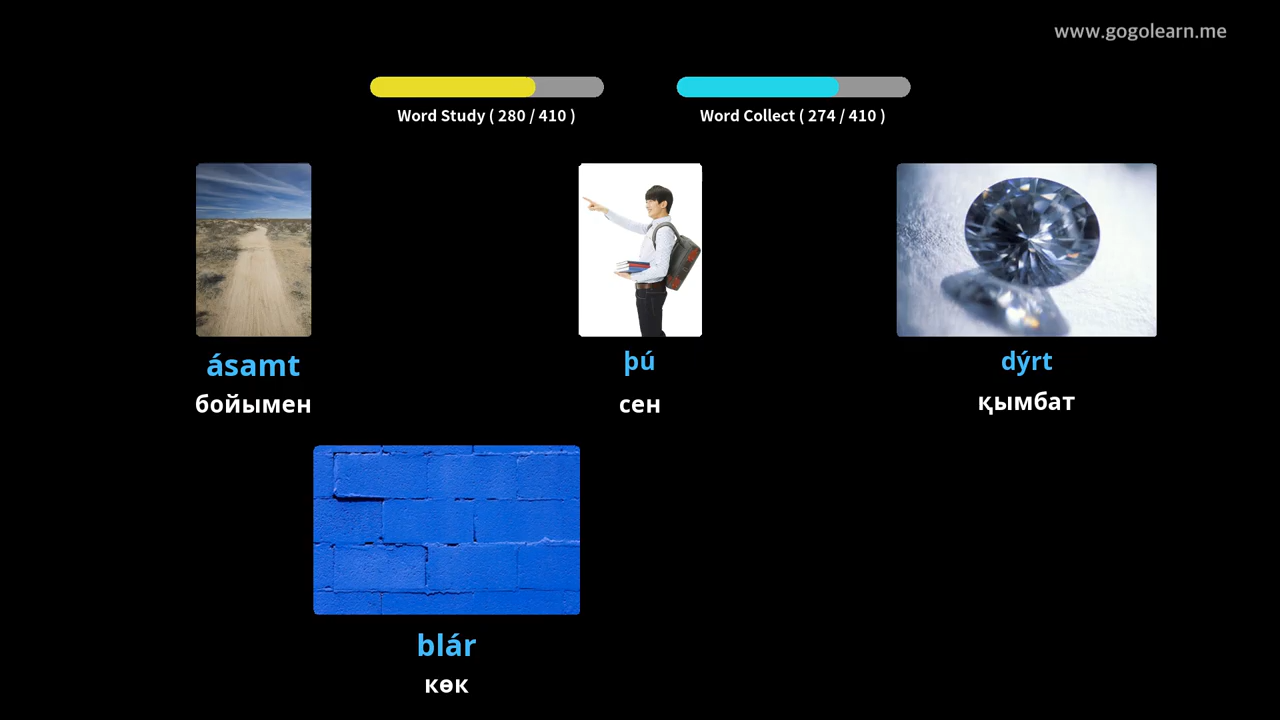 www.gogolearn.me
Word Study ( 280 / 410 )
Word Collect ( 274 / 410 )
ásamt
бойымен
þú
сен
dýrt
қымбат
blár
көк